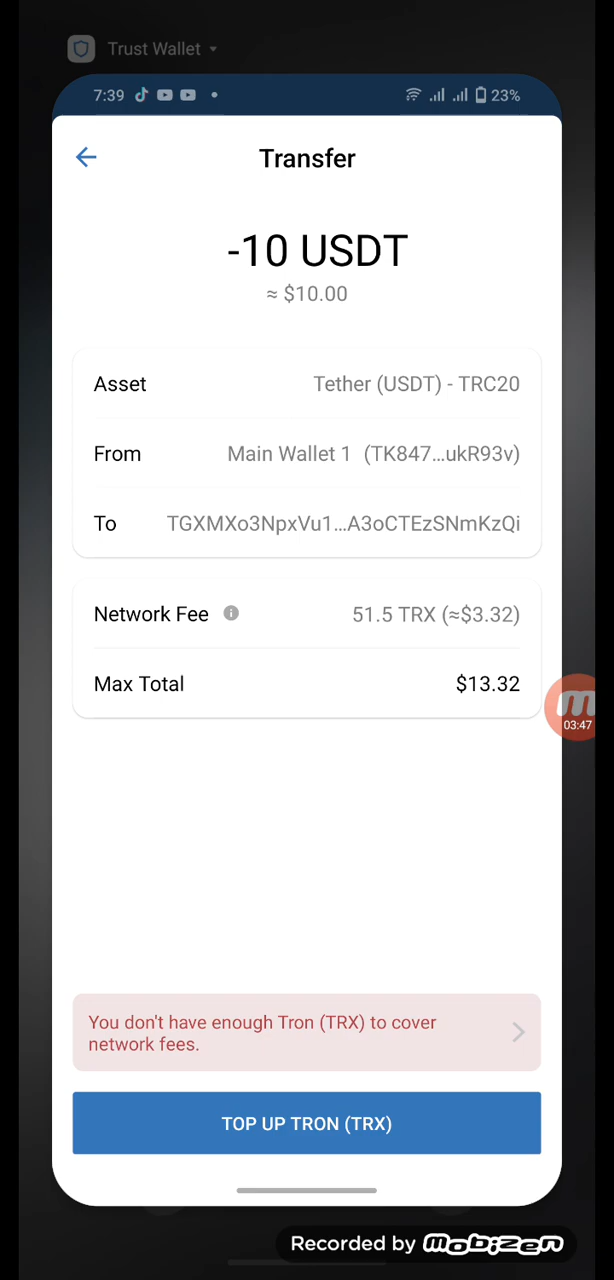 Trust Wallet
7:39 23%
Transfer
-10 USDT
≈ $10.00
Asset Tether (USDT) - TRC20
From Main Wallet 1 (TK847...ukR93v)
To TGXMXo3NpxVu1...A3oCTEzSNmKzQi
Network Fee 51.5 TRX (≈$3.32)
Max Total $13.32
m
03:47
You don't have enough Tron (TRX) to cover
network fees.
TOP UP TRON (TRX)
Recorded by mobizen